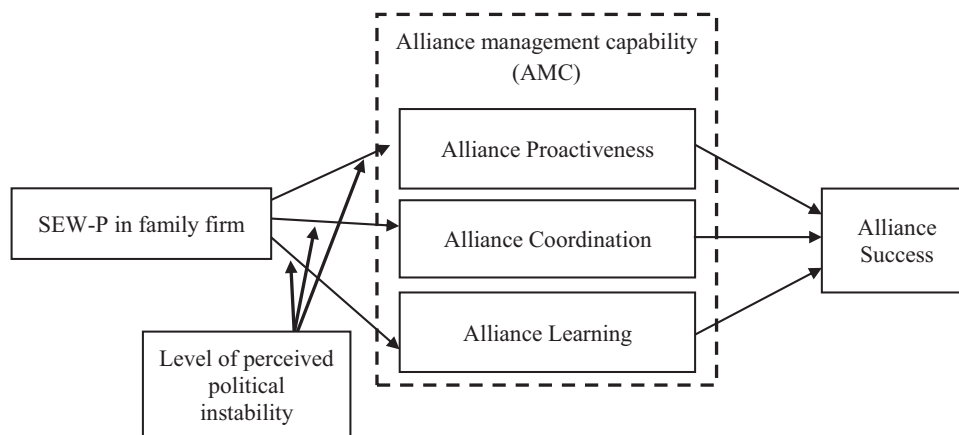 Alliance management capability
(AMC)
Alliance Proactiveness
SEW-P in family firm
Alliance Coordination
Alliance
Success
Alliance Learning
Level of perceived
political
instability